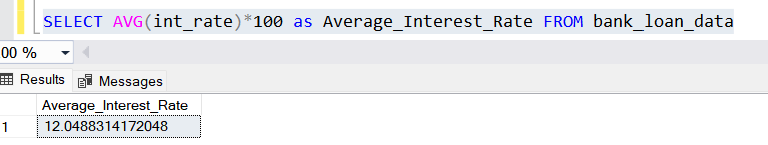 SELECT AVG(int_rate)*100 as Average_Interest_Rate FROM bank_loan_data
00 %
Results Messages
Average_Interest_Rate
1 12.0488314172048